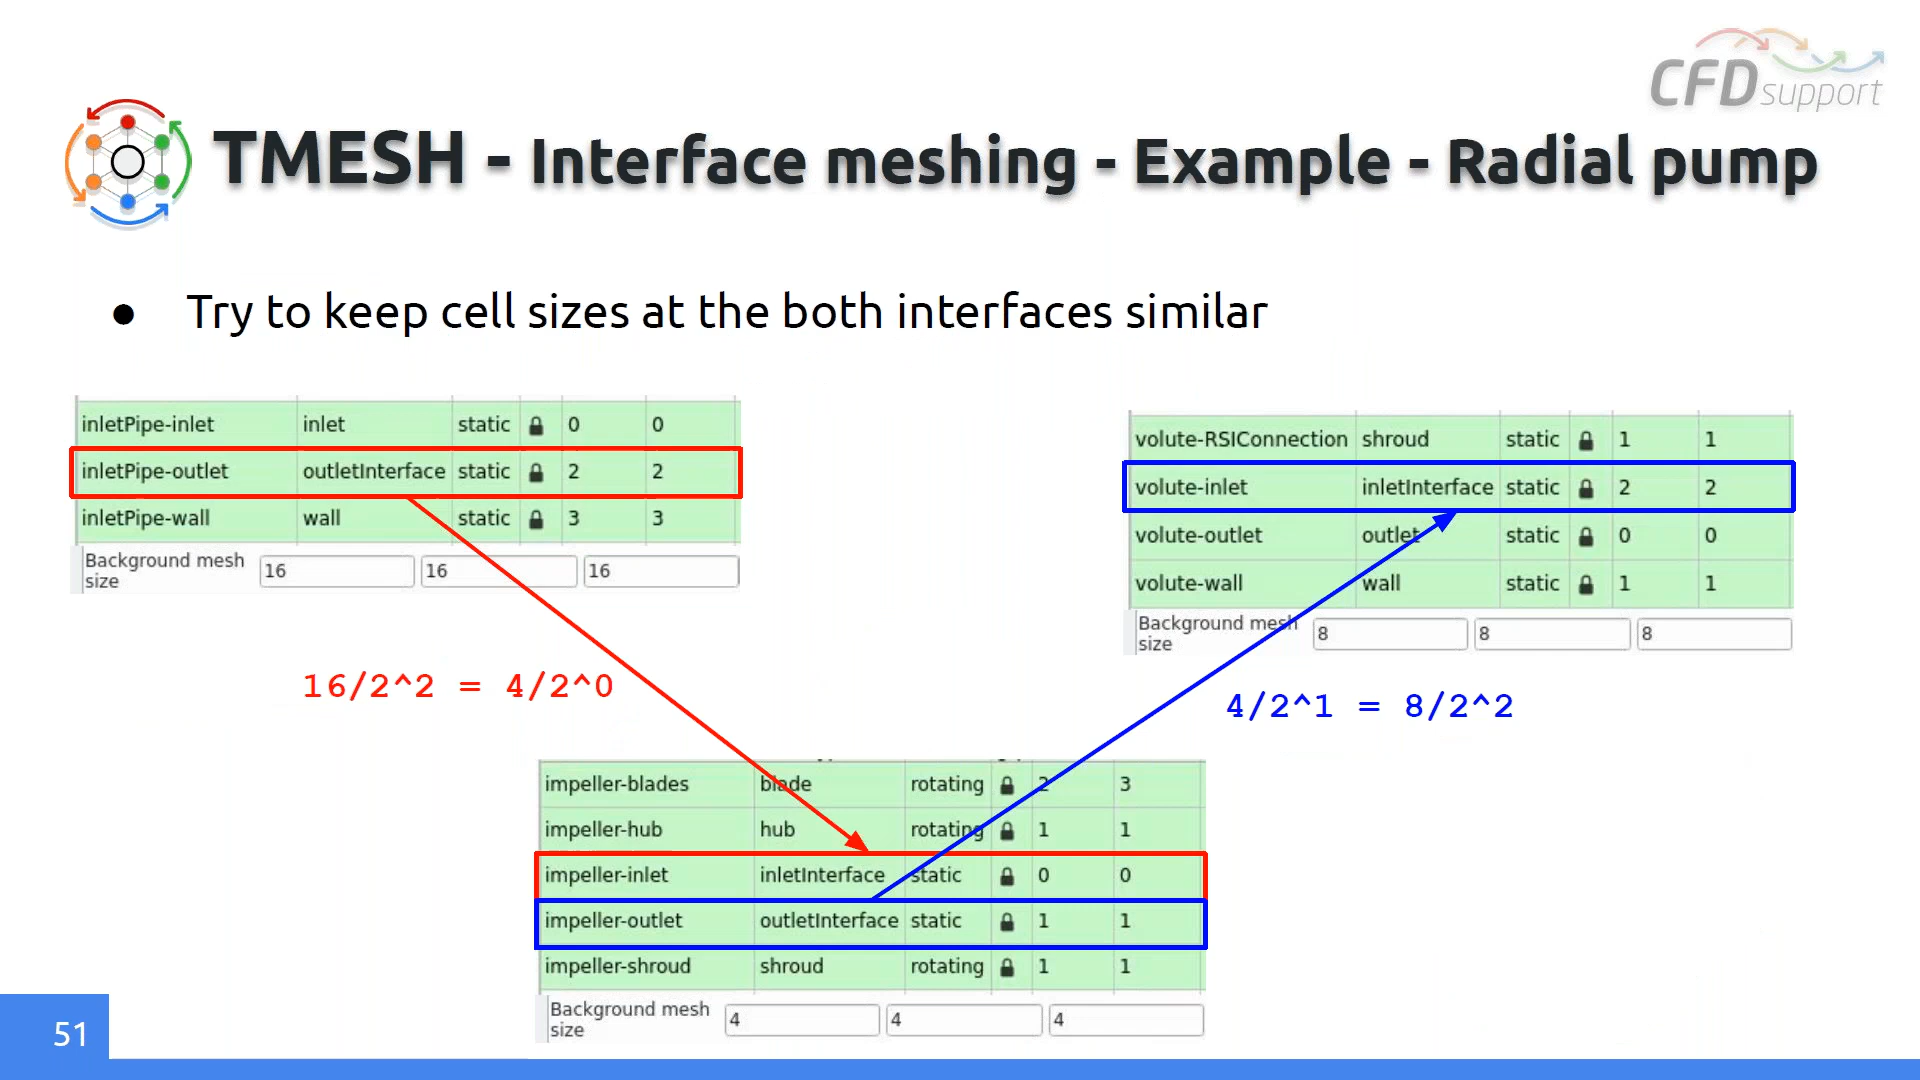 CFDsupport
TMESH - Interface meshing - Example - Radial pump
● Try to keep cell sizes at the both interfaces similar
inletPipe-inlet inlet static 0 0
inletPipe-outlet outletInterface static 2 2
inletPipe-wall wall static 3 3
Background mesh size 16 16 16
volute-RSIConnection shroud static 1 1
volute-inlet inletInterface static 2 2
volute-outlet outlet static 0 0
volute-wall wall static 1 1
Background mesh size 8 8 8
16/2^2 = 4/2^0
4/2^1 = 8/2^2
impeller-blades blade rotating 2 3
impeller-hub hub rotating 1 1
impeller-inlet inletInterface static 0 0
impeller-outlet outletInterface static 1 1
impeller-shroud shroud rotating 1 1
Background mesh size 4 4 4
51